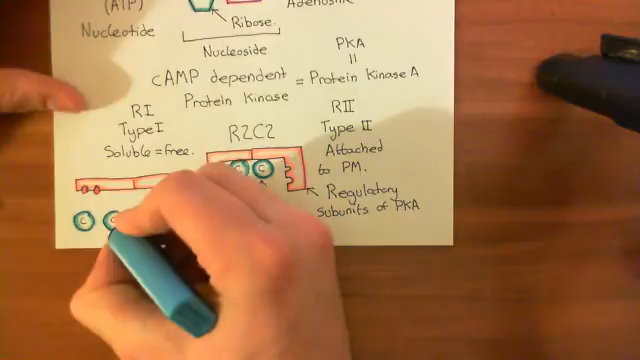 (ATP)
Adenosine
Ribose.
Nucleotide
Nucleoside
PKA
=
cAMP dependent = Protein Kinase A
Protein Kinase
RI
RII
Type I
R2C2
Type II
Soluble = free.
Attached
to PM.
C
C
Regulatory
subunits of PKA
C
C